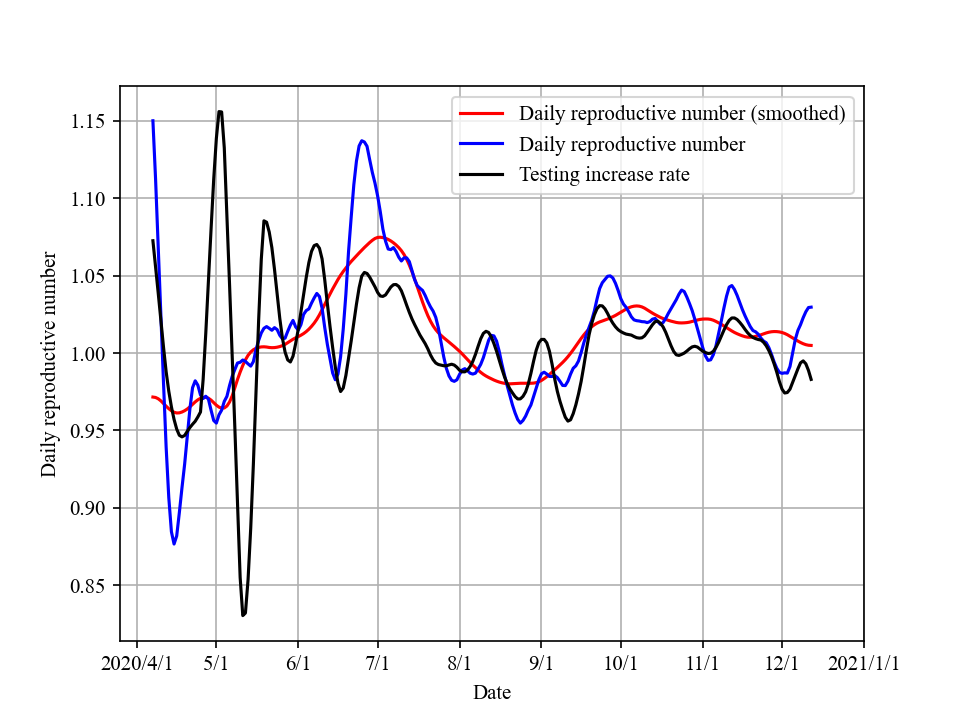 Daily reproductive number (smoothed)
Daily reproductive number
Testing increase rate
1.15
1.10
1.05
1.00
0.95
0.90
0.85
Daily reproductive number
2020/4/1 5/1 6/1 7/1 8/1 9/1 10/1 11/1 12/1 2021/1/1
Date